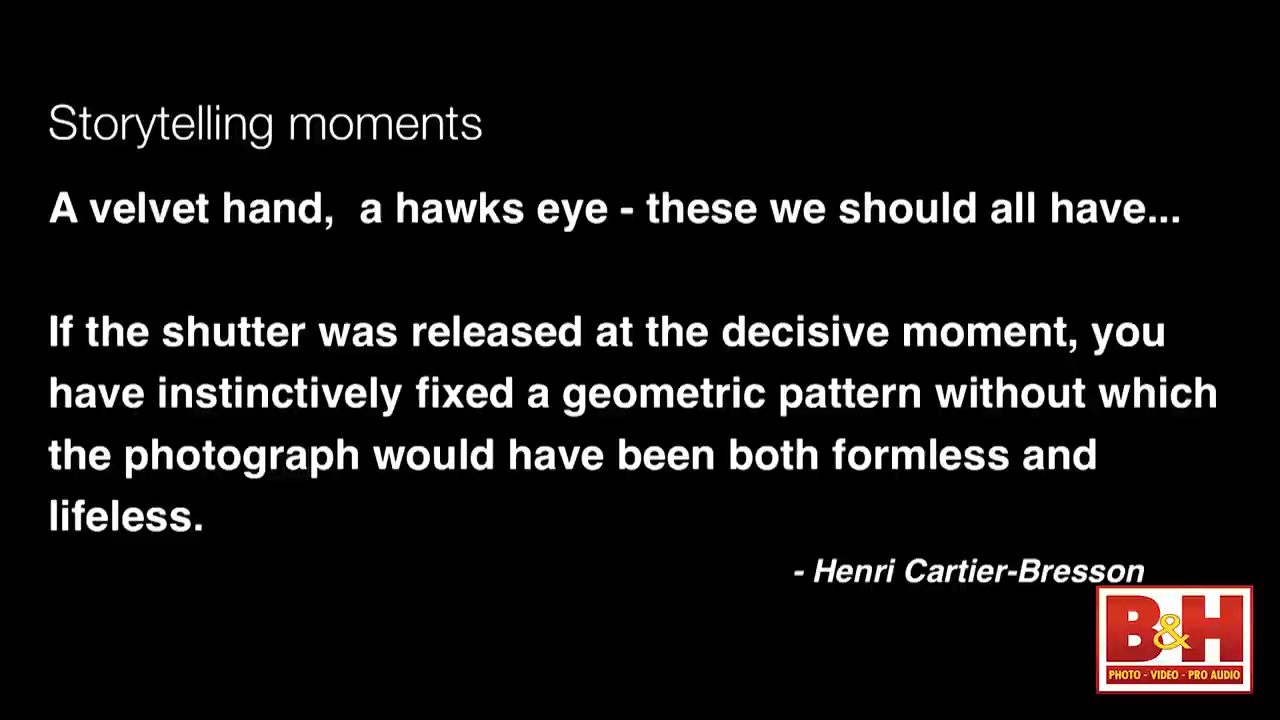 Storytelling moments
A velvet hand,  a hawks eye - these we should all have...
If the shutter was released at the decisive moment, you
have instinctively fixed a geometric pattern without which
the photograph would have been both formless and
lifeless.
- Henri Cartier-Bresson
B&H
PHOTO - VIDEO - PRO AUDIO